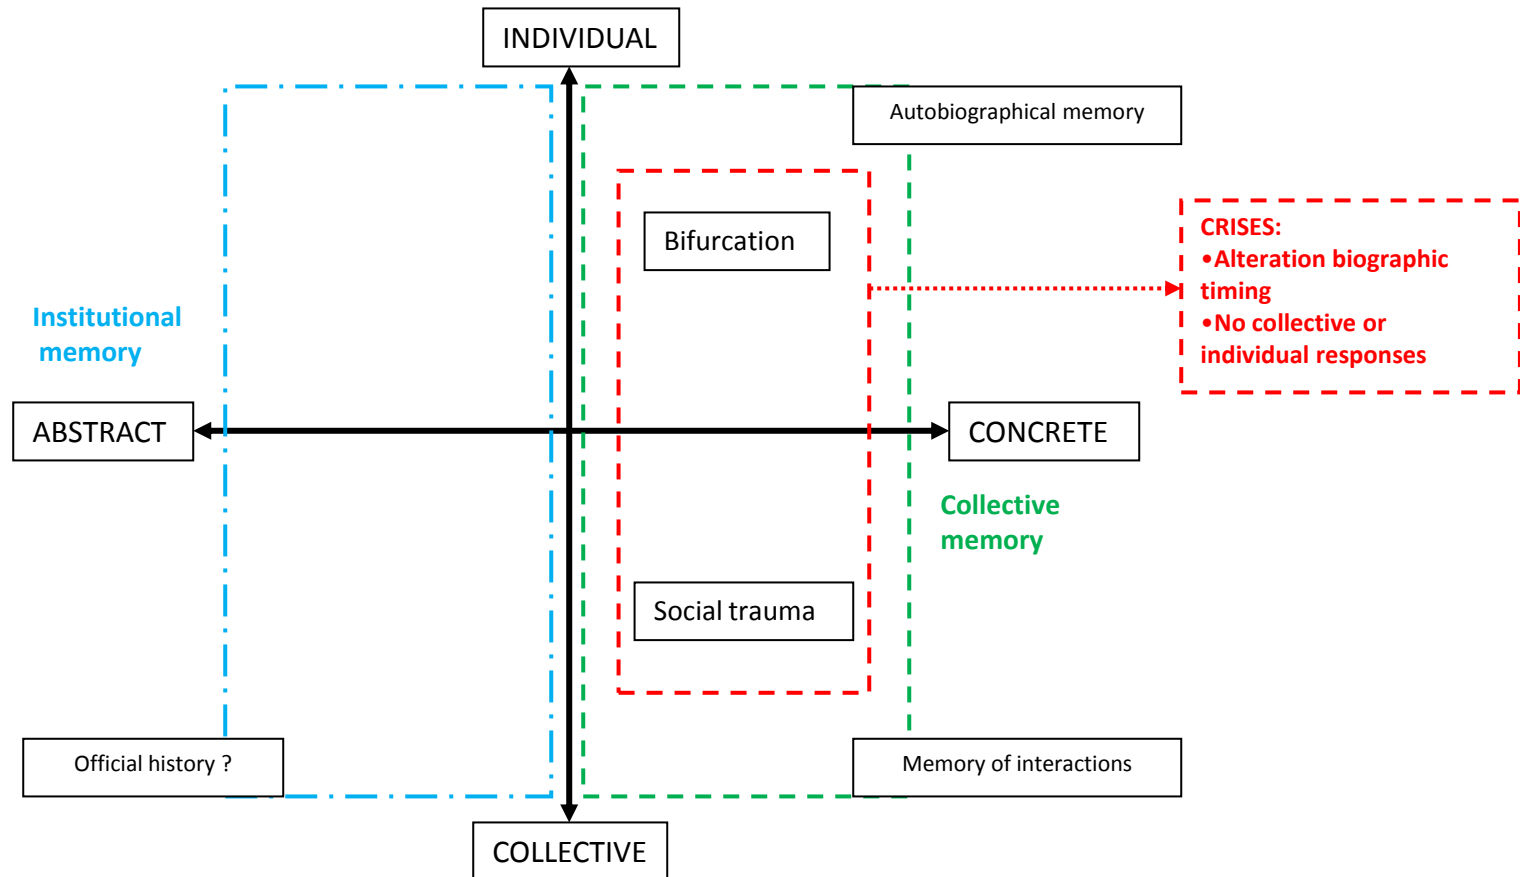 INDIVIDUAL
Autobiographical memory
Bifurcation
CRISES:
•Alteration biographic
timing
•No collective or
individual responses
Institutional
memory
ABSTRACT
CONCRETE
Collective
memory
Social trauma
Official history ?
Memory of interactions
COLLECTIVE